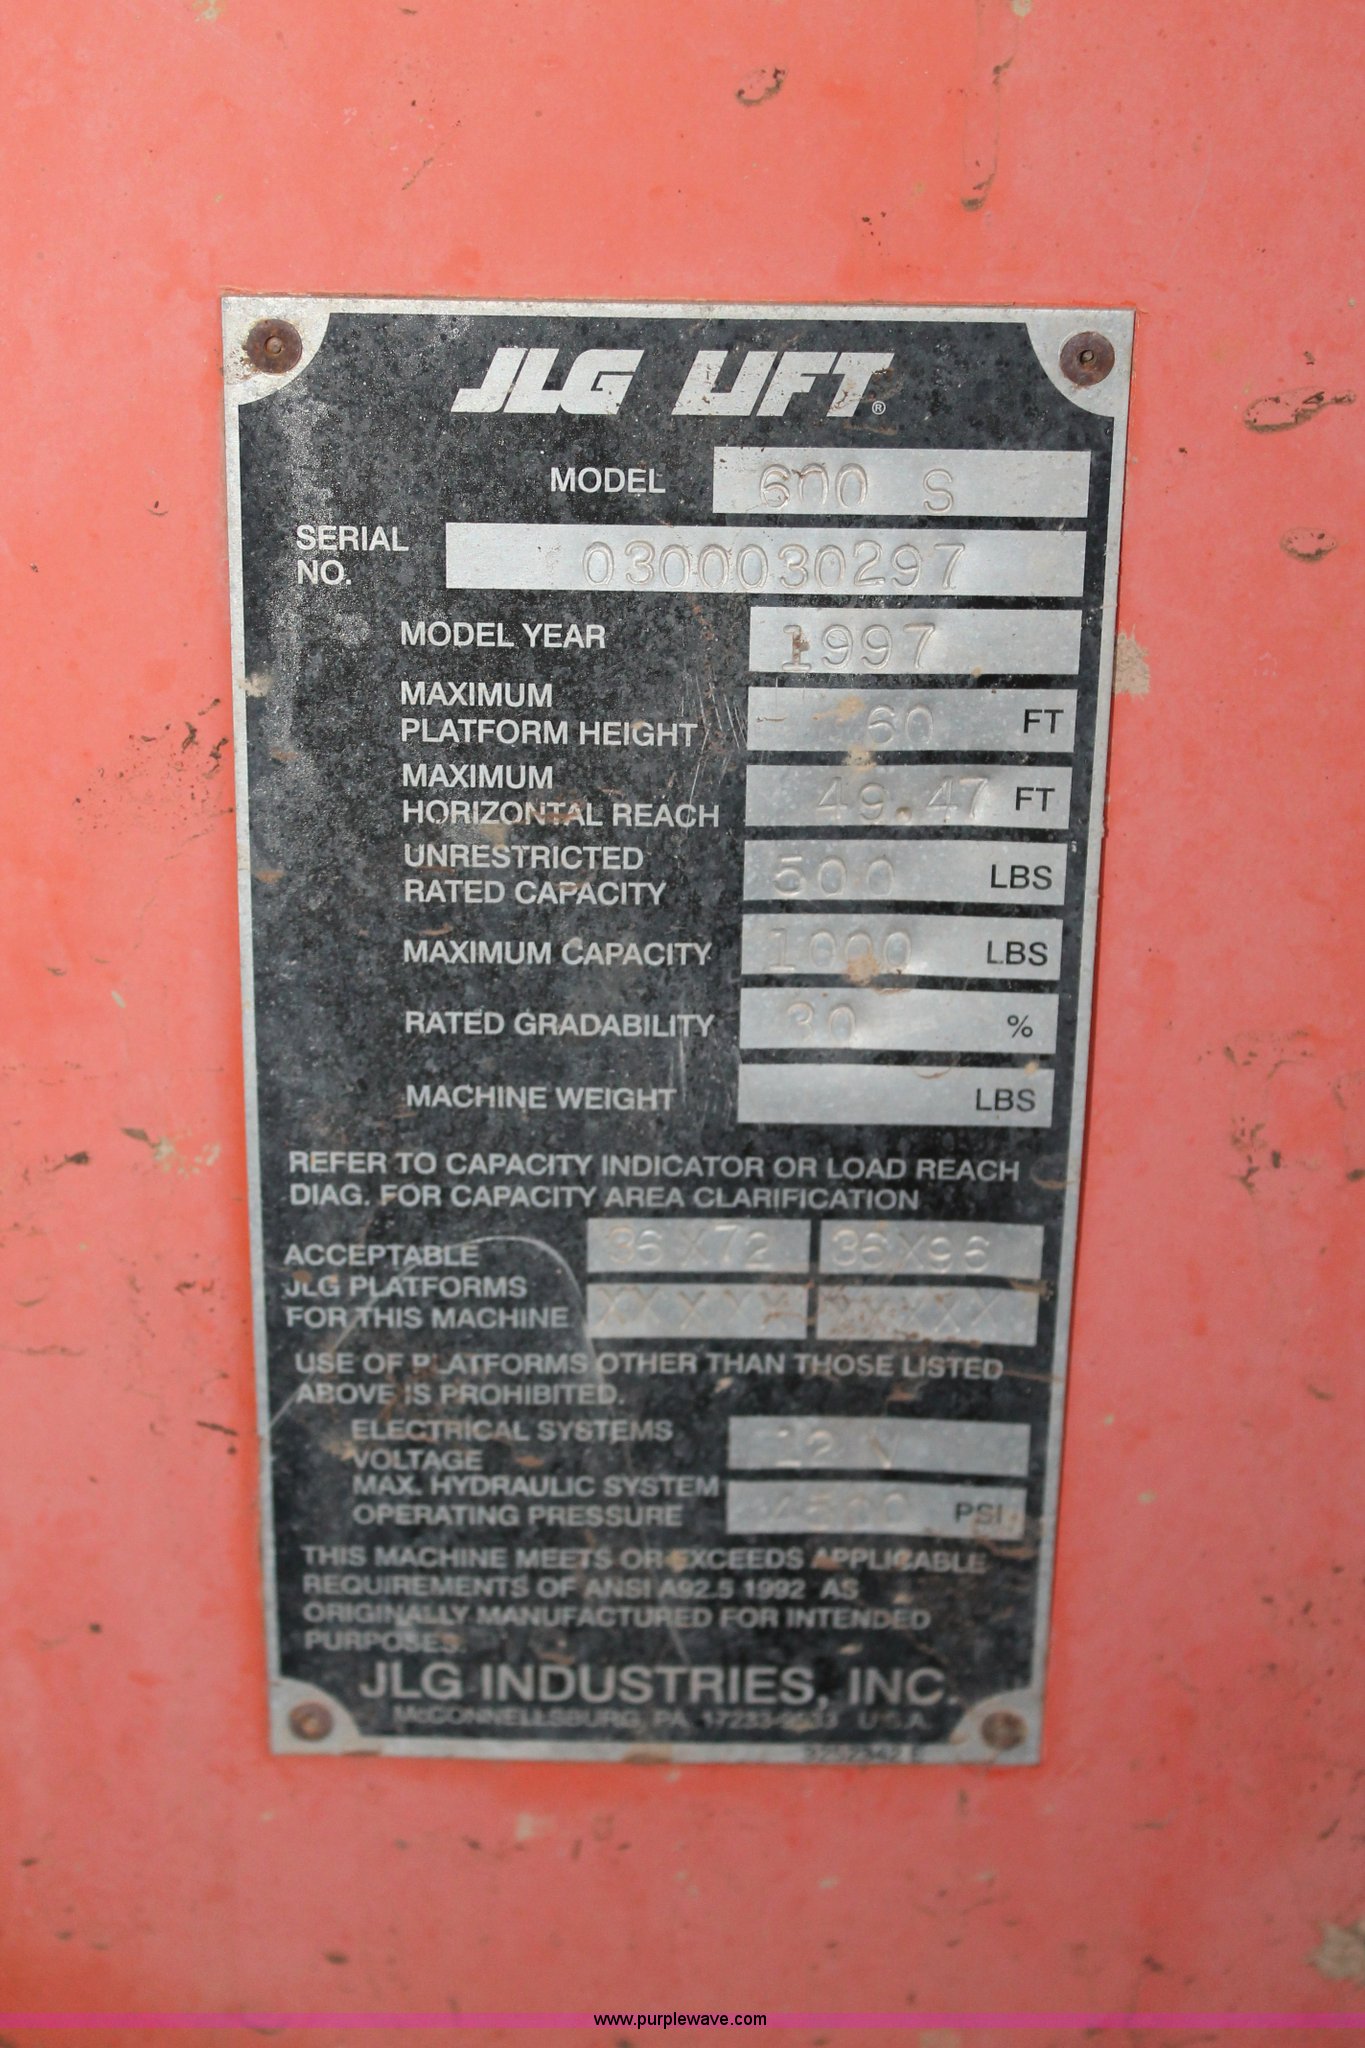 JLG LIFT®
MODEL 600 S
SERIAL NO. 0300030297
MODEL YEAR 1997
MAXIMUM PLATFORM HEIGHT 60 FT
MAXIMUM HORIZONTAL REACH 49.47 FT
UNRESTRICTED RATED CAPACITY 500 LBS
MAXIMUM CAPACITY 1000 LBS
RATED GRADABILITY 30 %
MACHINE WEIGHT LBS
REFER TO CAPACITY INDICATOR OR LOAD REACH
DIAG. FOR CAPACITY AREA CLARIFICATION
ACCEPTABLE 36X72 36X96
JLG PLATFORMS
FOR THIS MACHINE XXXXXX XXXXXX
USE OF PLATFORMS OTHER THAN THOSE LISTED
ABOVE IS PROHIBITED.
ELECTRICAL SYSTEMS
VOLTAGE 12 V
MAX. HYDRAULIC SYSTEM
OPERATING PRESSURE 4500 PSI
THIS MACHINE MEETS OR EXCEEDS APPLICABLE
REQUIREMENTS OF ANSI A92.5 1992 AS
ORIGINALLY MANUFACTURED FOR INTENDED
PURPOSES.
JLG INDUSTRIES, INC.
McCONNELLSBURG, PA. U.S.A.
www.purplewave.com